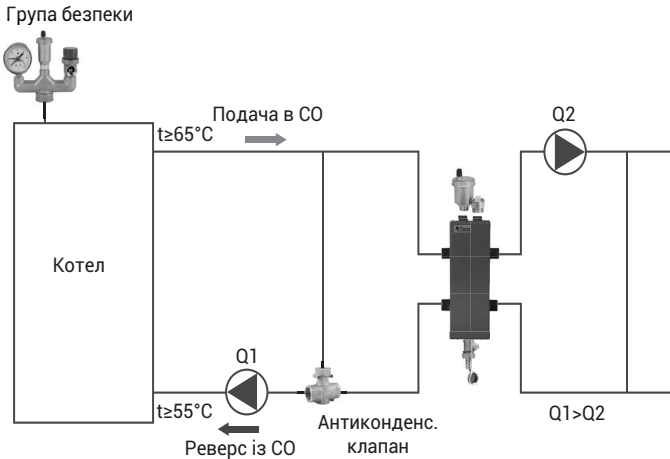 Група безпеки
t≥65°C
Подача в СО
Q2
Котел
Q1
t≥55°C
Реверс із СО
Антиконденс.
клапан
Q1>Q2